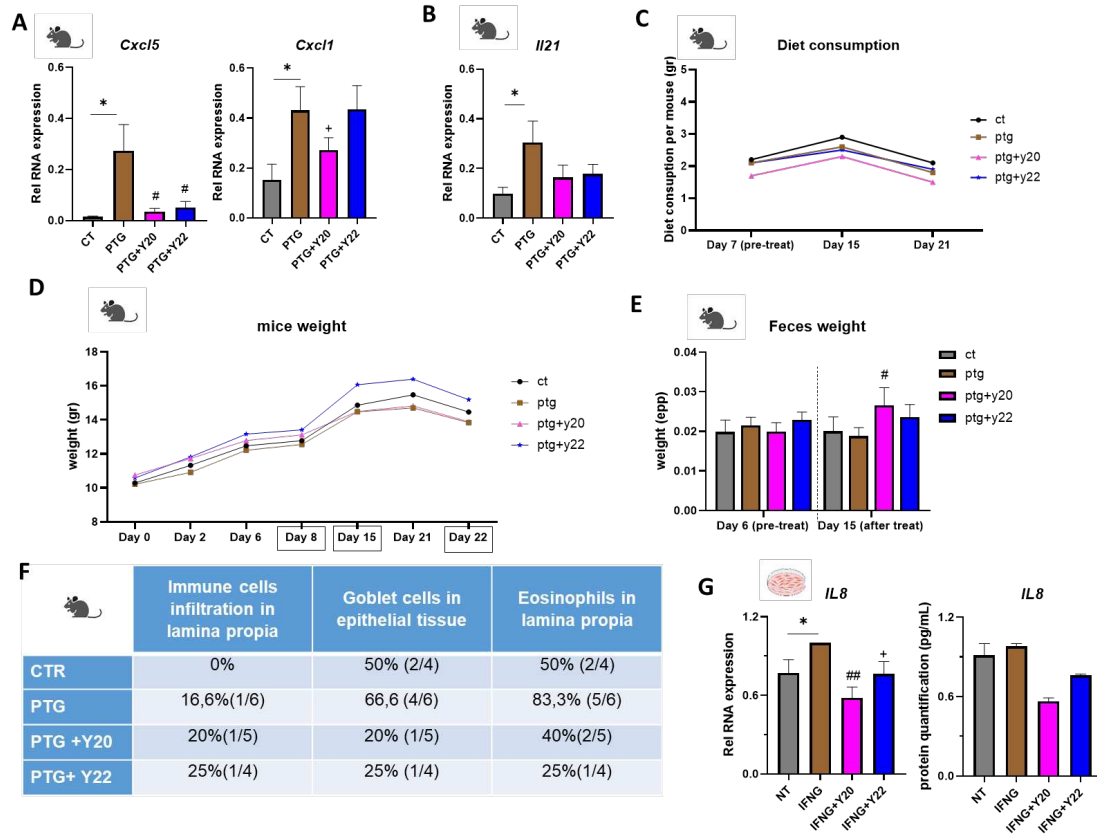 A
Cxcl5
Rel RNA expression
0.6
0.4
0.2
0.0
*
#
#
CT
PTG
PTG+Y20
PTG+Y22
Cxcl1
Rel RNA expression
0.6
0.4
0.2
0.0
*
+
CT
PTG
PTG+Y20
PTG+Y22
B
Il21
Rel RNA expression
0.6
0.4
0.2
0.0
*
CT
PTG
PTG+Y20
PTG+Y22
C
Diet consumption
Diet consuption per mouse (gr)
5
4
3
2
1
0
Day 7 (pre-treat)
Day 15
Day 21
ct
ptg
ptg+y20
ptg+y22
D
mice weight
weight (gr)
18
16
14
12
10
8
Day 0
Day 2
Day 6
Day 8
Day 15
Day 21
Day 22
ct
ptg
ptg+y20
ptg+y22
E
Feces weight
weight (epp)
0.04
0.03
0.02
0.01
0.00
#
Day 6 (pre-treat)
Day 15 (after treat)
ct
ptg
ptg+y20
ptg+y22
F
Immune cells
infiltration in
lamina propia
Goblet cells in
epithelial tissue
Eosinophils in
lamina propia
CTR
0%
50% (2/4)
50% (2/4)
PTG
16,6%(1/6)
66,6 (4/6)
83,3% (5/6)
PTG +Y20
20%(1/5)
20% (1/5)
40%(2/5)
PTG+ Y22
25%(1/4)
25% (1/4)
25%(1/4)
G
IL8
Rel RNA expression
1.2
0.6
0.0
*
##
+
NT
IFNG
IFNG+Y20
IFNG+Y22
IL8
protein quantification (pg/mL)
1.2
0.6
0.0
NT
IFNG
IFNG+Y20
IFNG+Y22